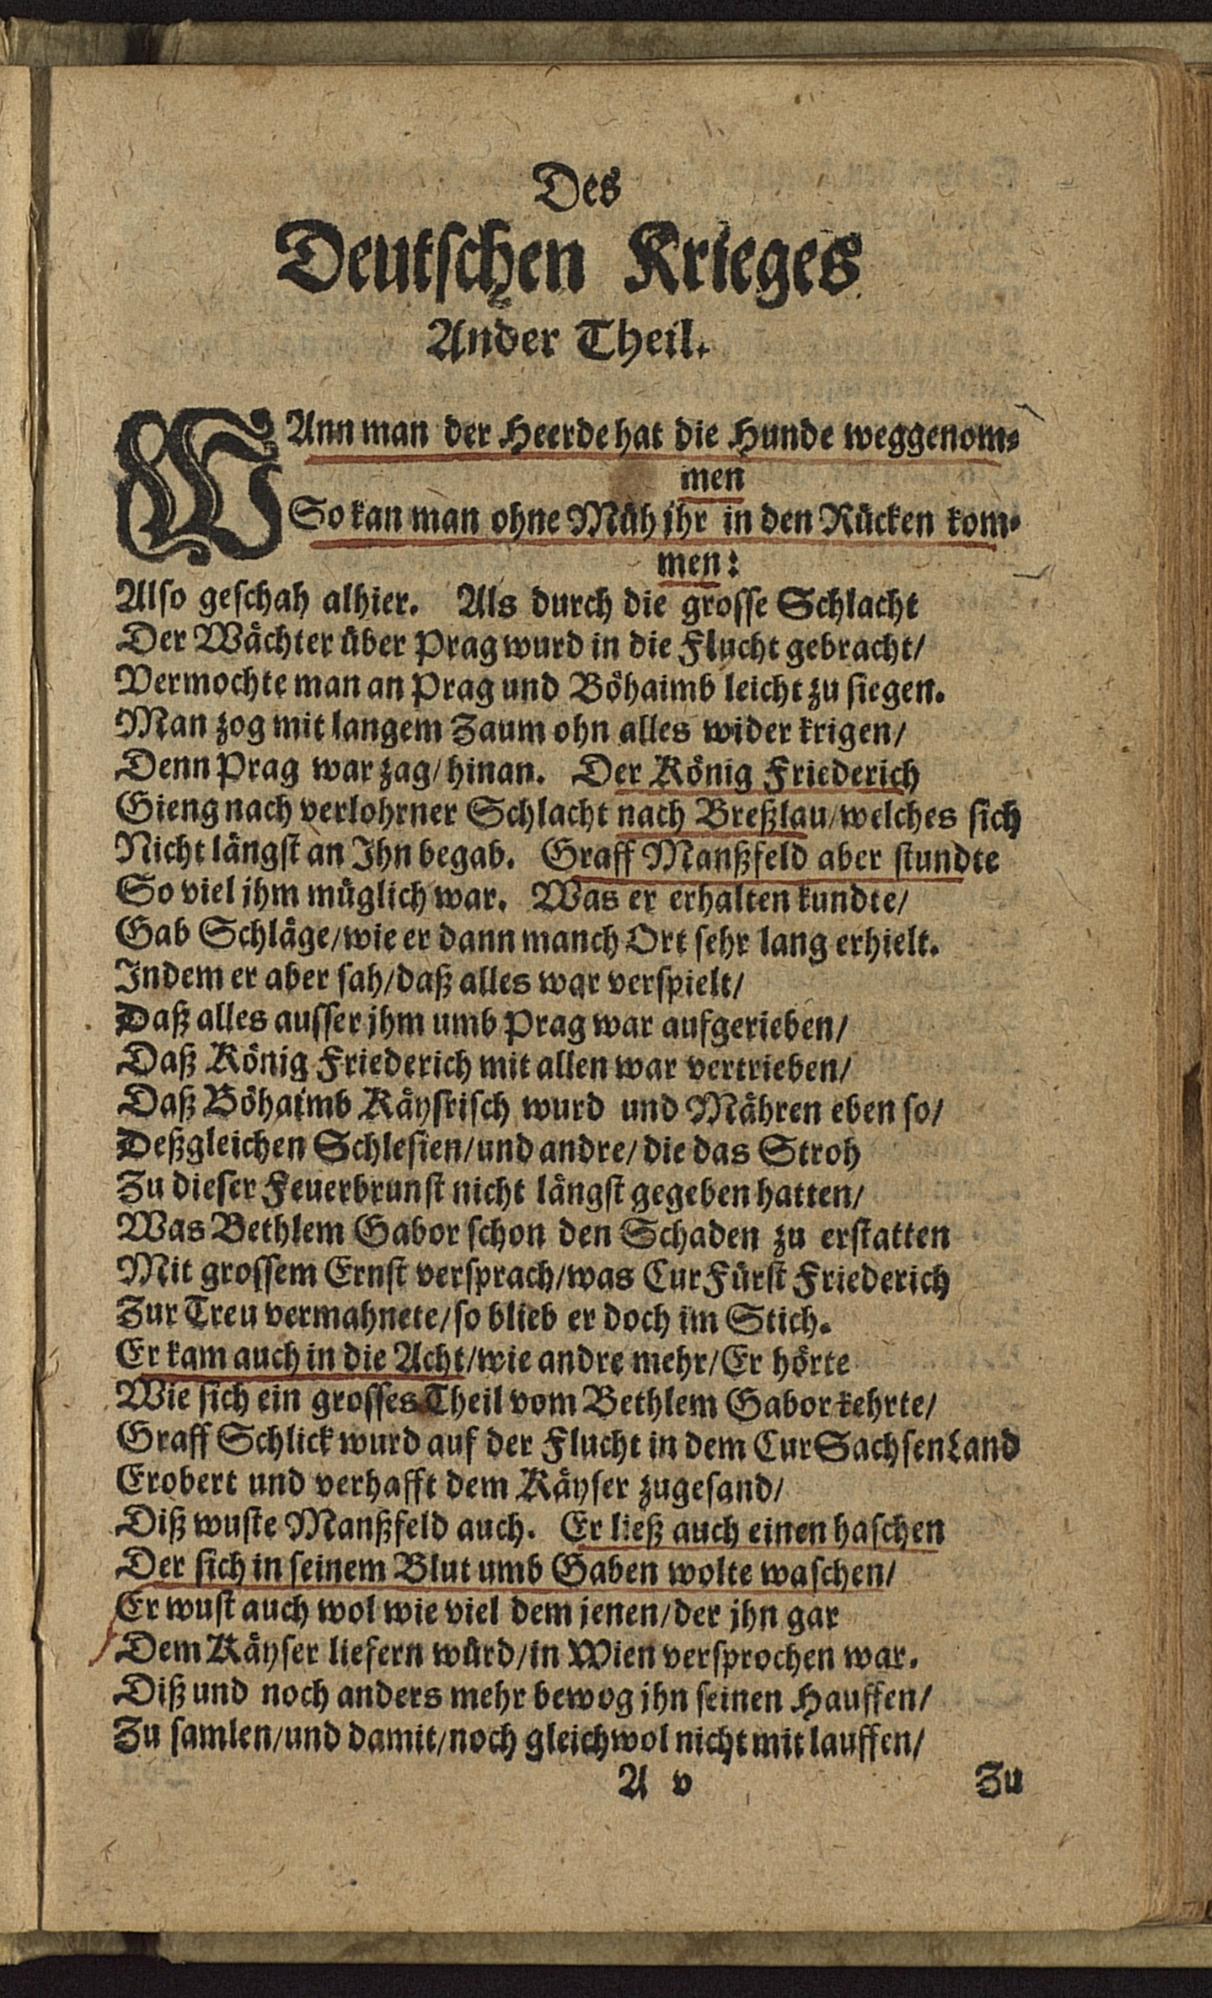 Des
Deutschen Krieges
Ander Theil.
WAnn man der Heerde hat die Hunde weggenom-
men
So kan man ohne Müh jhr in den Rücken kom-
men:
Also geschah alhier. Als durch die grosse Schlacht
Der Wächter über Prag wurd in die Flucht gebracht/
Vermochte man an Prag und Böhaimb leicht zu siegen.
Man zog mit langem Zaum ohn alles wider krigen/
Denn Prag war zag/hinan. Der König Friederich
Gieng nach verlohrner Schlacht nach Breßlau/welches sich
Nicht längst an Ihn begab. Graff Manßfeld aber stundte
So viel jhm müglich war. Was er erhalten kundte/
Gab Schläge/wie er dann manch Ort sehr lang erhielt.
Indem er aber sah/daß alles war verspielt/
Daß alles ausser jhm umb Prag war aufgerieben/
Daß König Friederich mit allen war vertrieben/
Daß Böhaimb Käysrisch wurd und Mähren eben so/
Deßgleichen Schlesien/und andre/die das Stroh
Zu dieser Feuerbrunst nicht längst gegeben hatten/
Was Bethlem Gabor schon den Schaden zu erstatten
Mit grossem Ernst versprach/was CurFürst Friederich
Zur Treu vermahnete/so blieb er doch im Stich.
Er kam auch in die Acht/wie andre mehr/Er hörte
Wie sich ein grosses Theil vom Bethlem Gabor kehrte/
Graff Schlick wurd auf der Flucht in dem CurSachsenLand
Erobert und verhafft dem Käyser zugesand/
Diß wuste Manßfeld auch. Er ließ auch einen haschen
Der sich in seinem Blut umb Gaben wolte waschen/
Er wust auch wol wie viel dem jenen/der jhn gar
Dem Käyser liefern würd/in Wien versprochen war.
Diß und noch anders mehr bewog jhn seinen Hauffen/
Zu samlen/und damit/noch gleichwol nicht mit lauffen/
A v
Zu